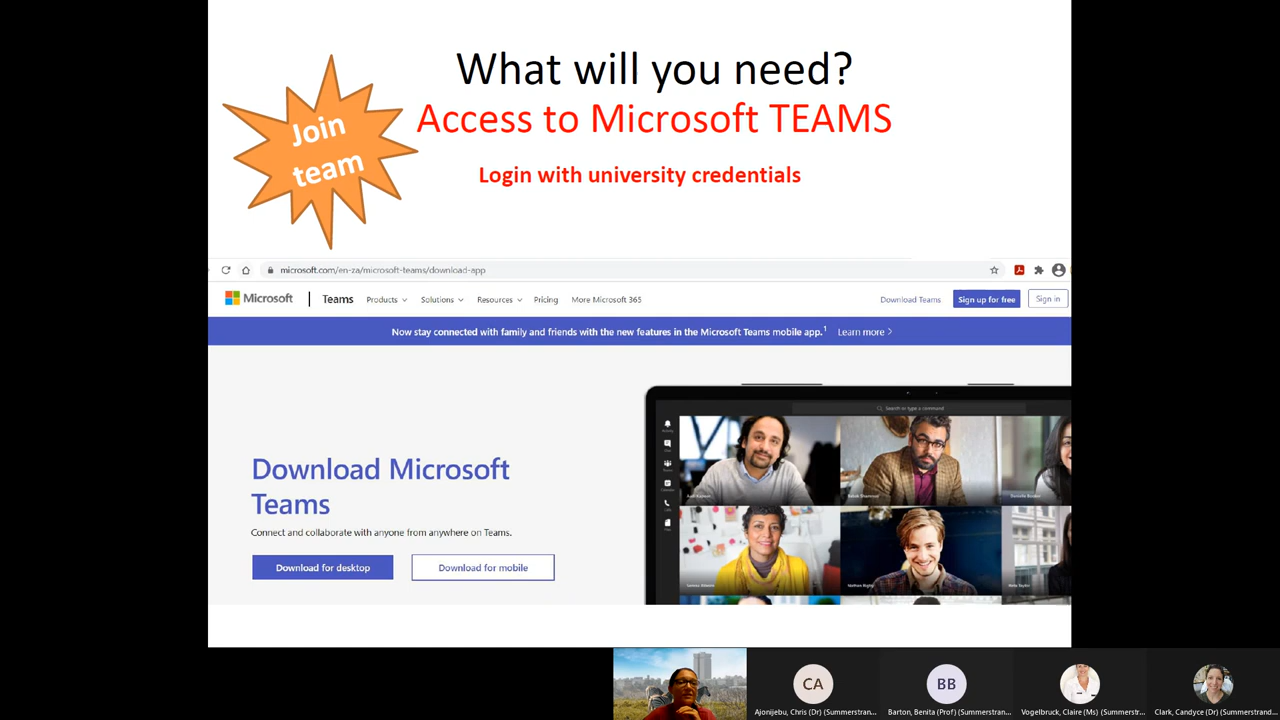 What will you need?
Join
team
Access to Microsoft TEAMS
Login with university credentials
microsoft.com/en-za/microsoft-teams/download-app
Microsoft | Teams Products Solutions Resources Pricing More Microsoft 365 Download Teams Sign up for free Sign in
Now stay connected with family and friends with the new features in the Microsoft Teams mobile app.¹ Learn more >
Search or type a command
Download Microsoft
Teams
Connect and collaborate with anyone from anywhere on Teams.
Download for desktop Download for mobile
CA BB
Ajonijebu, Chris (Dr) (Summerstran... Barton, Benita (Prof) (Summerstran... Vogelbruck, Claire (Ms) (Summerstr... Clark, Candyce (Dr) (Summerstrand...